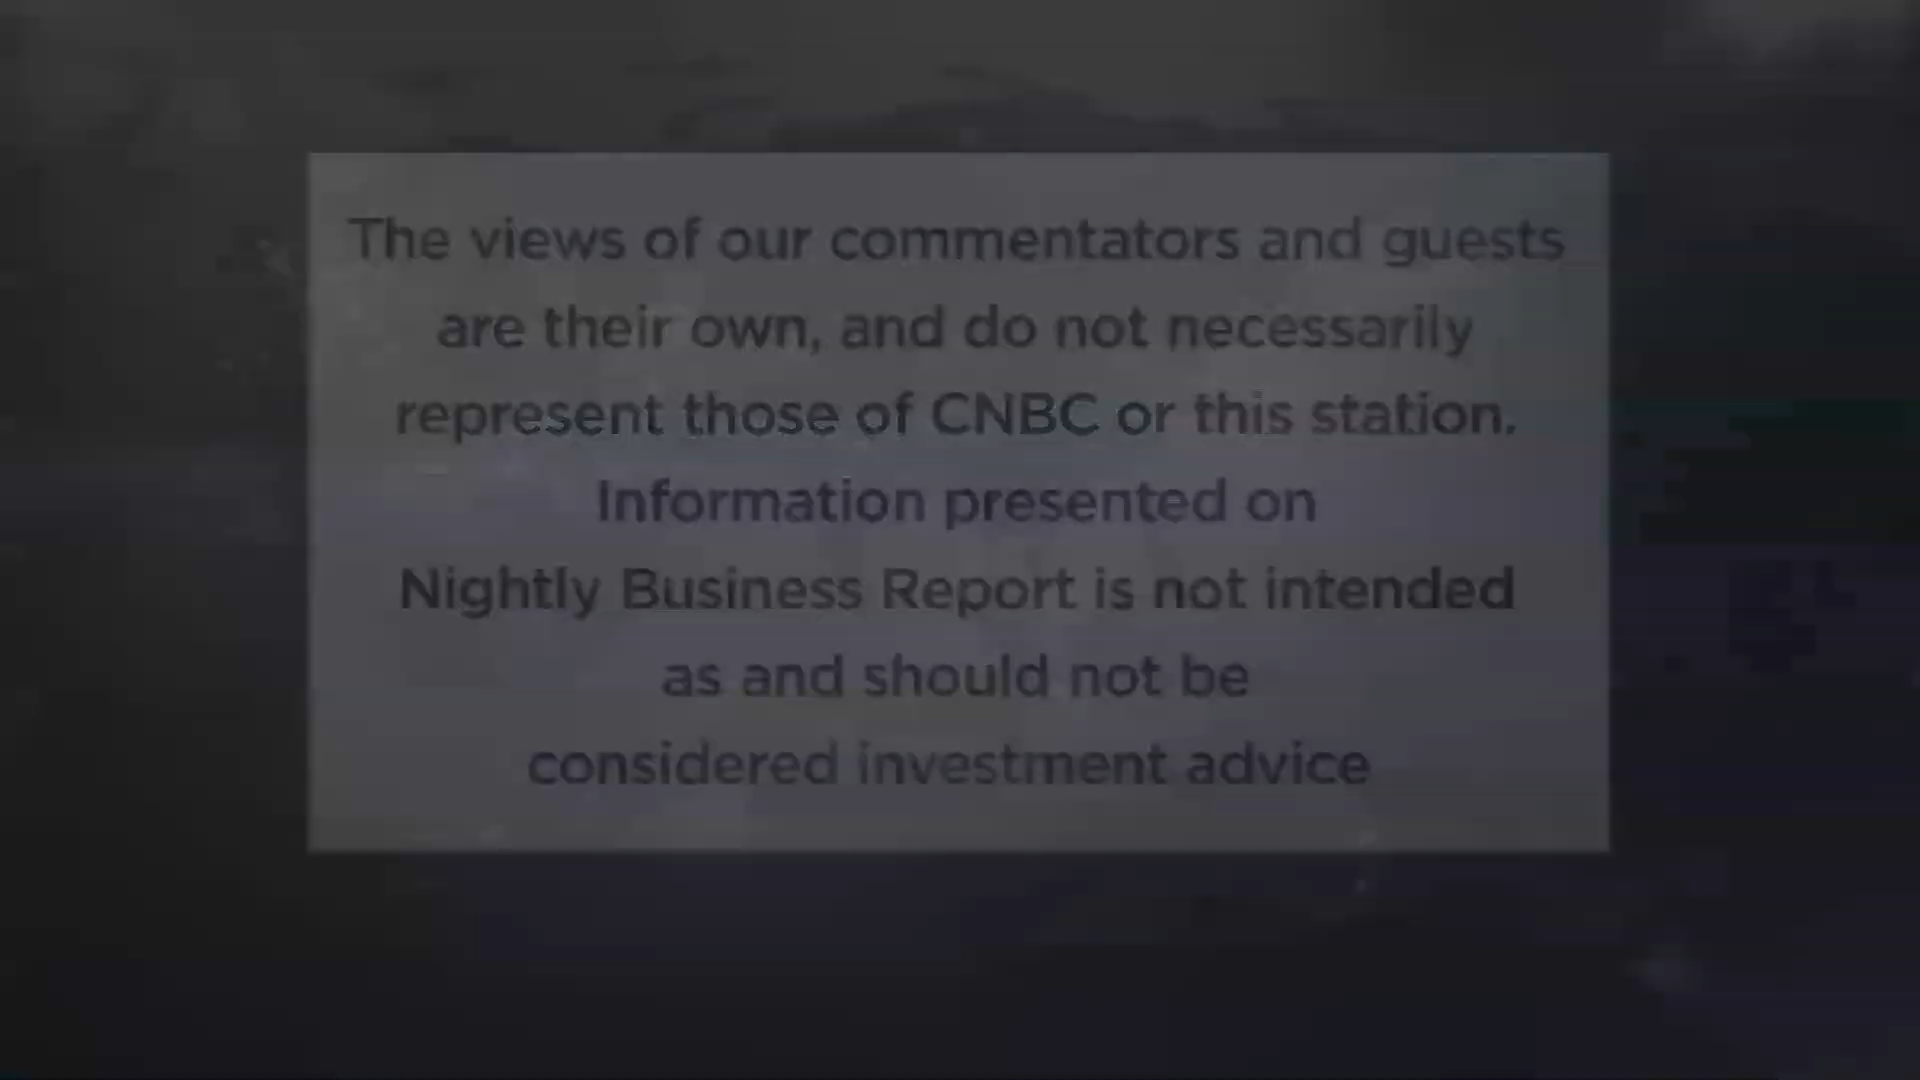 The views of our commentators and guests
are their own, and do not necessarily
represent those of CNBC or this station.
Information presented on
Nightly Business Report is not intended
as and should not be
considered investment advice